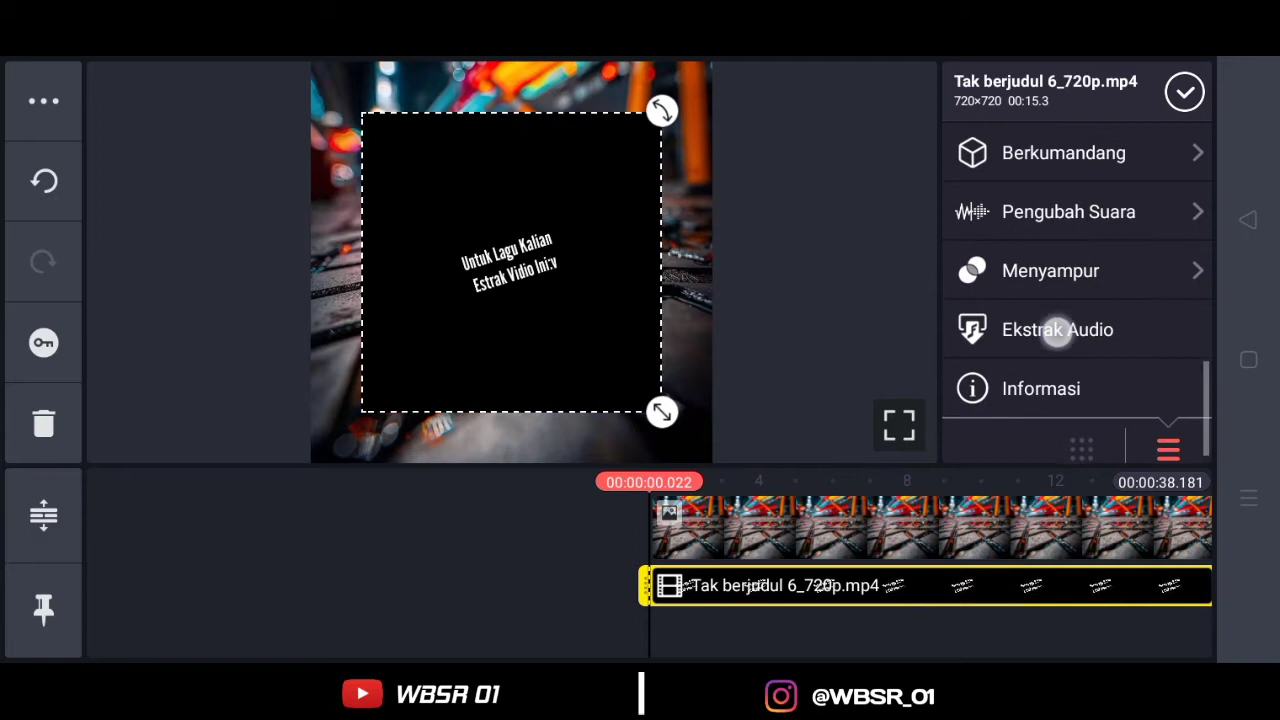 Tak berjudul 6_720p.mp4
720×720 00:15.3
Berkumandang
Pengubah Suara
Menyampur
Ekstrak Audio
Informasi
Untuk Lagu Kalian
Estrak Vidio Ini:v
00:00:00.022
4
8
12
00:00:38.181
Tak berjudul 6_720p.mp4
WBSR 01
@WBSR_01